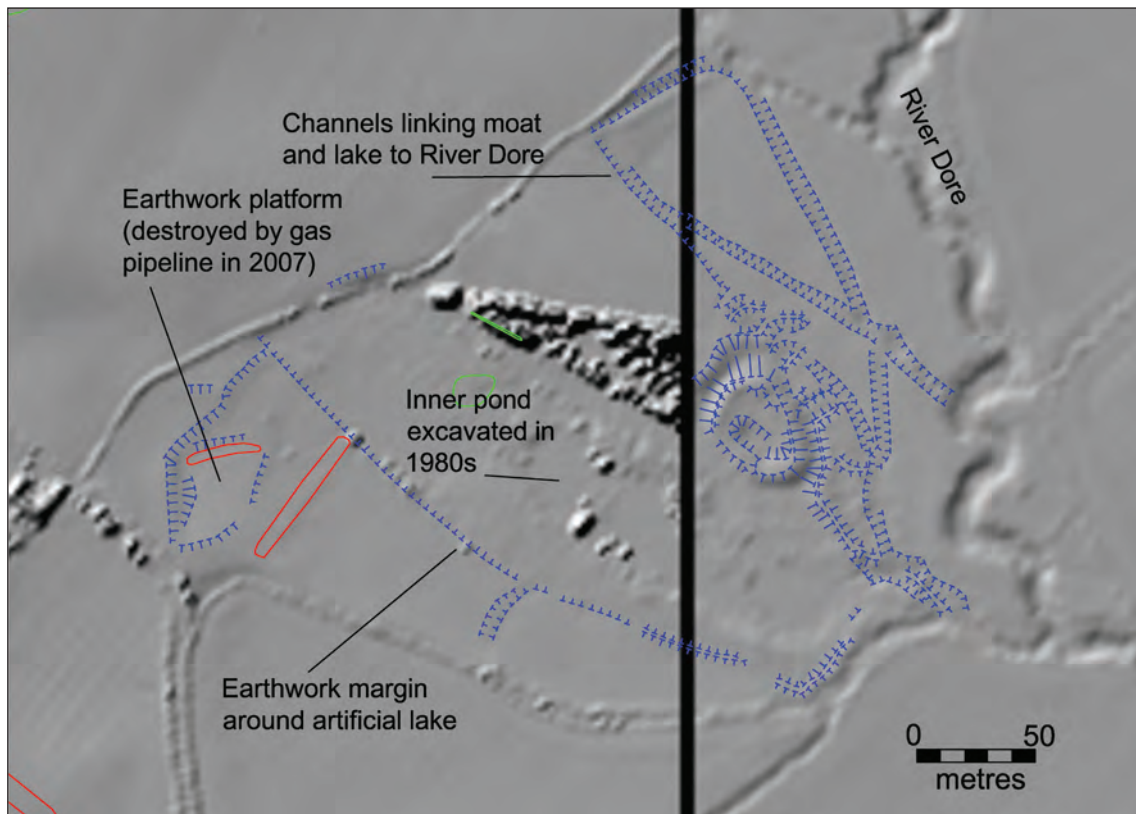 River Dore
Channels linking moat
and lake to River Dore
Earthwork platform
(destroyed by gas
pipeline in 2007)
Inner pond
excavated in
1980s
Earthwork margin
around artificial lake
0 50
metres